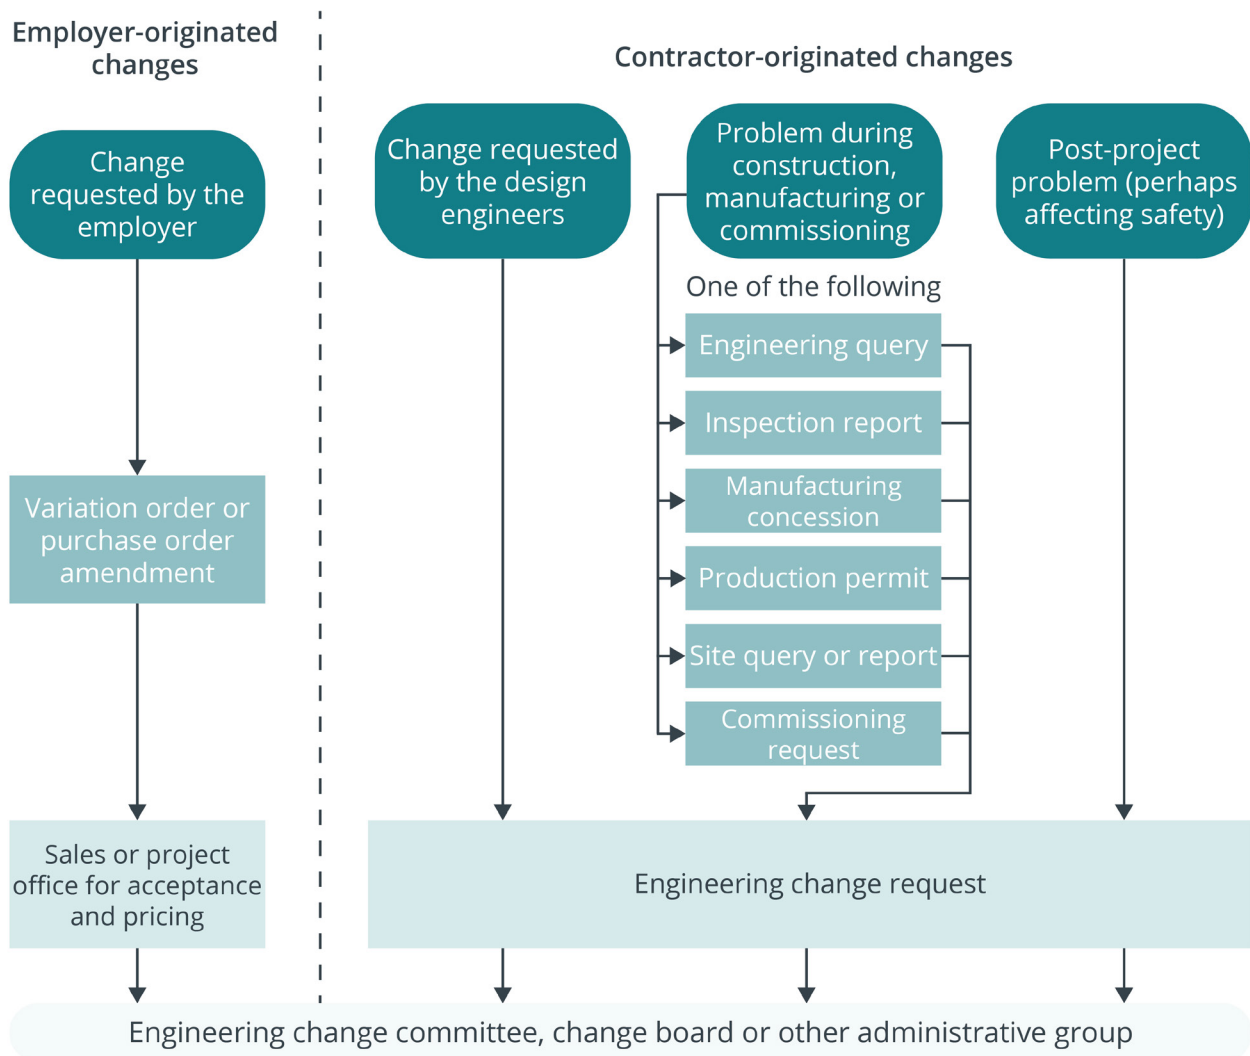 Employer-originated
changes
Contractor-originated changes
Change
requested by the
employer
Change requested
by the design
engineers
Problem during
construction,
manufacturing or
commissioning
Post-project
problem (perhaps
affecting safety)
One of the following
Engineering query
Inspection report
Manufacturing
concession
Production permit
Site query or report
Commissioning
request
Variation order or
purchase order
amendment
Sales or project
office for acceptance
and pricing
Engineering change request
Engineering change committee, change board or other administrative group